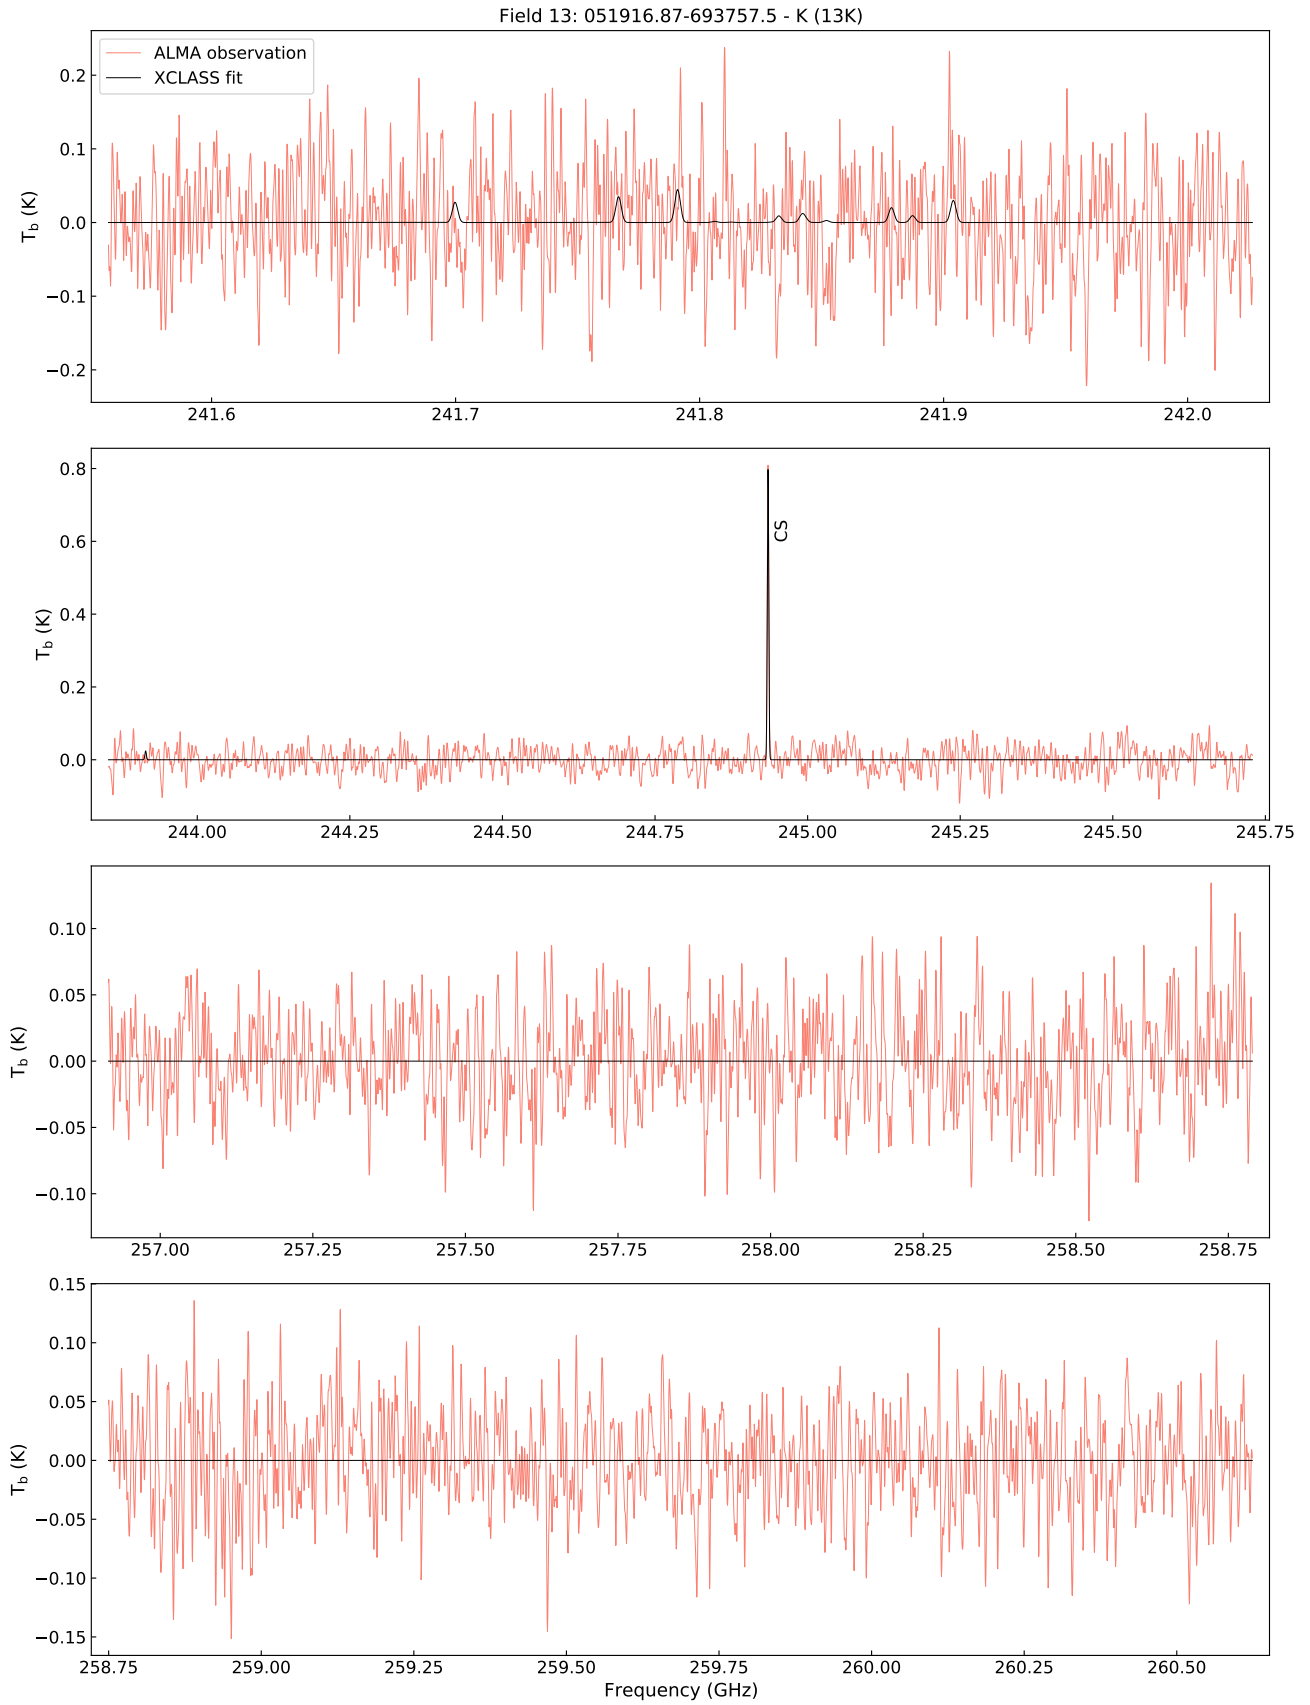 Field 13: 051916.87-693757.5 - K (13K)
ALMA observation
XCLASS fit
T_b (K)
0.2
0.1
0.0
−0.1
−0.2
241.6 241.7 241.8 241.9 242.0
T_b (K)
0.8
0.6
0.4
0.2
0.0
CS
244.00 244.25 244.50 244.75 245.00 245.25 245.50 245.75
T_b (K)
0.10
0.05
0.00
−0.05
−0.10
257.00 257.25 257.50 257.75 258.00 258.25 258.50 258.75
T_b (K)
0.15
0.10
0.05
0.00
−0.05
−0.10
−0.15
258.75 259.00 259.25 259.50 259.75 260.00 260.25 260.50
Frequency (GHz)